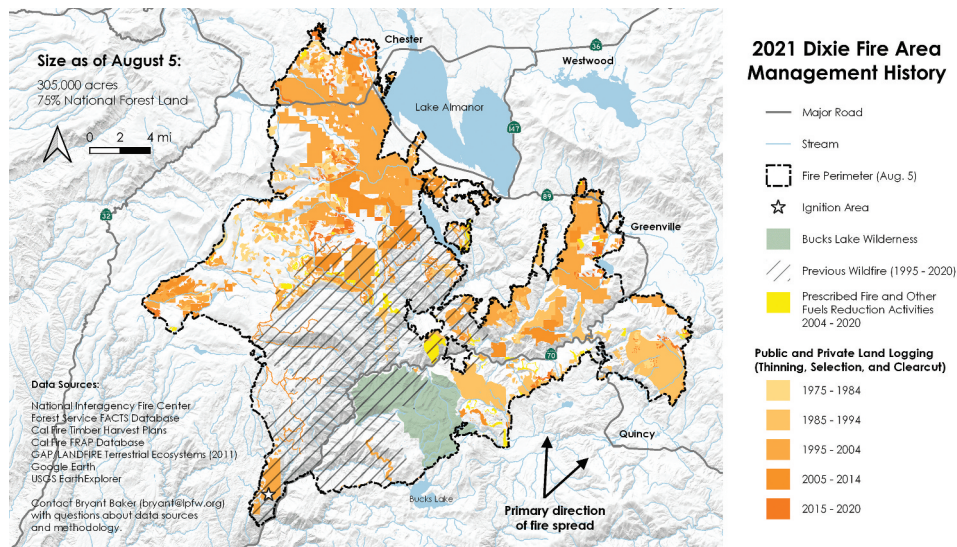 Size as of August 5:
305,000 acres
75% National Forest Land
0 2 4 mi
Chester
36
Westwood
Lake Almanor
147
32
89
Greenville
70
Quincy
Bucks Lake
Primary direction
of fire spread
Data Sources:
National Interagency Fire Center
Forest Service FACTS Database
Cal Fire Timber Harvest Plans
Cal Fire FRAP Database
GAP/LANDFIRE Terrestrial Ecosystems (2011)
Google Earth
USGS EarthExplorer
Contact Bryant Baker (bryant@lpfw.org)
with questions about data sources
and methodology.
2021 Dixie Fire Area
Management History
Major Road
Stream
Fire Perimeter (Aug. 5)
Ignition Area
Bucks Lake Wilderness
Previous Wildfire (1995 - 2020)
Prescribed Fire and Other
Fuels Reduction Activities
2004 - 2020
Public and Private Land Logging
(Thinning, Selection, and Clearcut)
1975 - 1984
1985 - 1994
1995 - 2004
2005 - 2014
2015 - 2020